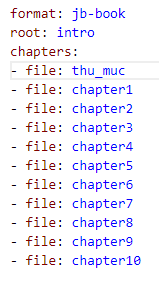 format: jb-book
root: intro
chapters:
- file: thu_muc
- file: chapter1
- file: chapter2
- file: chapter3
- file: chapter4
- file: chapter5
- file: chapter6
- file: chapter7
- file: chapter8
- file: chapter9
- file: chapter10